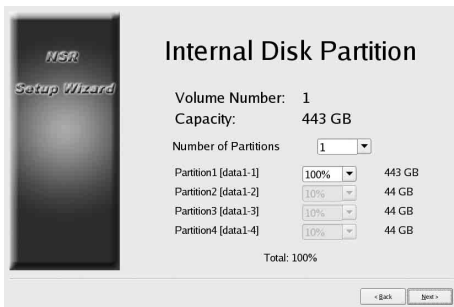 NSR
Setup Wizard
Internal Disk Partition
Volume Number: 1
Capacity: 443 GB
Number of Partitions 1
Partition1 [data1-1] 100% 443 GB
Partition2 [data1-2] 10% 44 GB
Partition3 [data1-3] 10% 44 GB
Partition4 [data1-4] 10% 44 GB
Total: 100%
< Back Next >